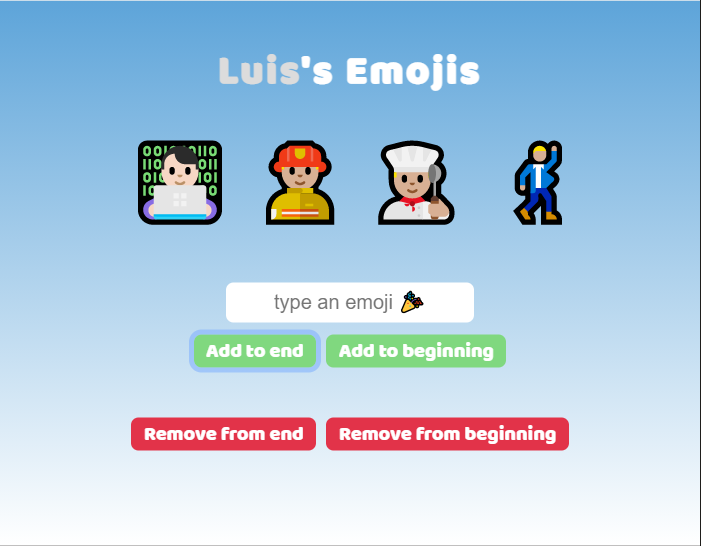 Luis's Emojis
type an emoji 🎉
Add to end
Add to beginning
Remove from end
Remove from beginning